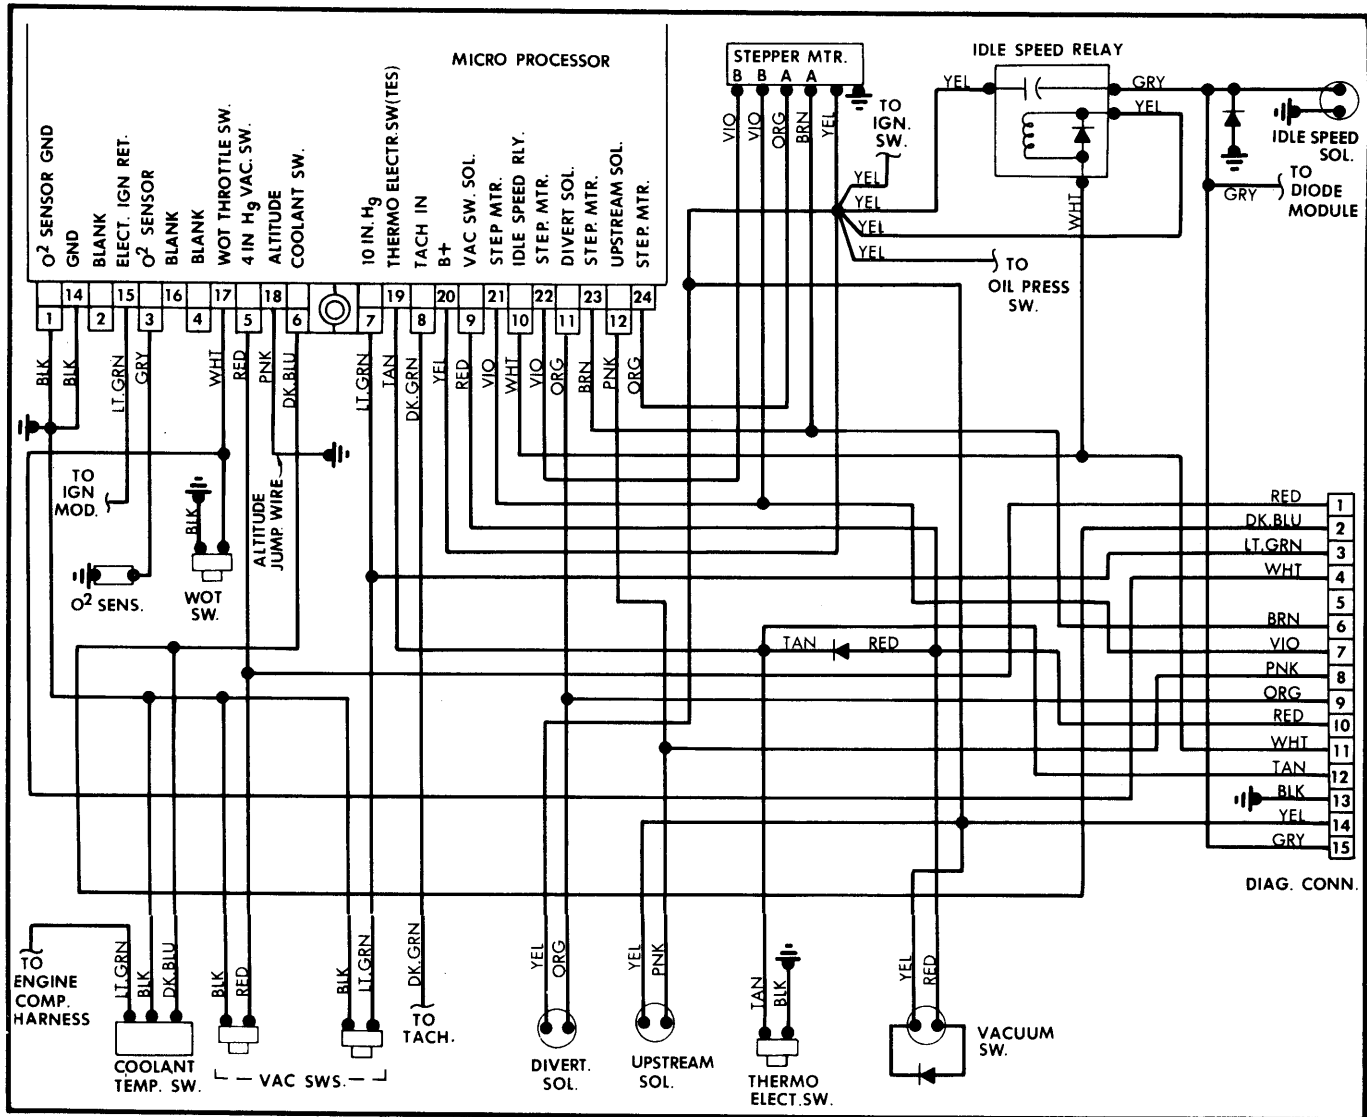 MICRO PROCESSOR
O2 SENSOR GND
GND
BLANK
ELECT. IGN RET.
O2 SENSOR
BLANK
BLANK
WOT THROTTLE SW.
4 IN Hg VAC. SW.
ALTITUDE
COOLANT SW.
10 IN. Hg
THERMO ELECTR.SW(TES)
TACH IN
B+
VAC SW. SOL.
STEP MTR.
IDLE SPEED RLY.
STEP. MTR.
DIVERT SOL.
STEP. MTR.
UPSTREAM SOL.
STEP. MTR.
14 15 16 17 18 19 20 21 22 23 24
1 2 3 4 5 6 7 8 9 10 11 12
BLK
BLK
LT.GRN
GRY
WHT
RED
PNK
DK.BLU
LT.GRN
TAN
DK.GRN
YEL
RED
VIO
WHT
VIO
ORG
BRN
PNK
ORG
STEPPER MTR.
B B A A
VIO
VIO
ORG
BRN
YEL
TO
IGN.
SW.
YEL
YEL
YEL
YEL
TO
OIL PRESS
SW.
IDLE SPEED RELAY
YEL
GRY
YEL
WHT
IDLE SPEED
SOL.
GRY
TO
DIODE
MODULE
TO
IGN
MOD.
BLK
WOT
SW.
O2 SENS.
ALTITUDE
JUMP. WIRE
TAN
RED
RED 1
DK.BLU 2
LT.GRN 3
WHT 4
5
BRN 6
VIO 7
PNK 8
ORG 9
RED 10
WHT 11
TAN 12
BLK 13
YEL 14
GRY 15
DIAG. CONN.
TO
ENGINE
COMP.
HARNESS
LT.GRN
BLK
DK.BLU
COOLANT
TEMP. SW.
BLK
RED
BLK
LT.GRN
VAC SWS.
DK.GRN
TO
TACH.
YEL
ORG
DIVERT.
SOL.
YEL
PNK
UPSTREAM
SOL.
TAN
BLK
THERMO
ELECT.SW.
YEL
RED
VACUUM
SW.